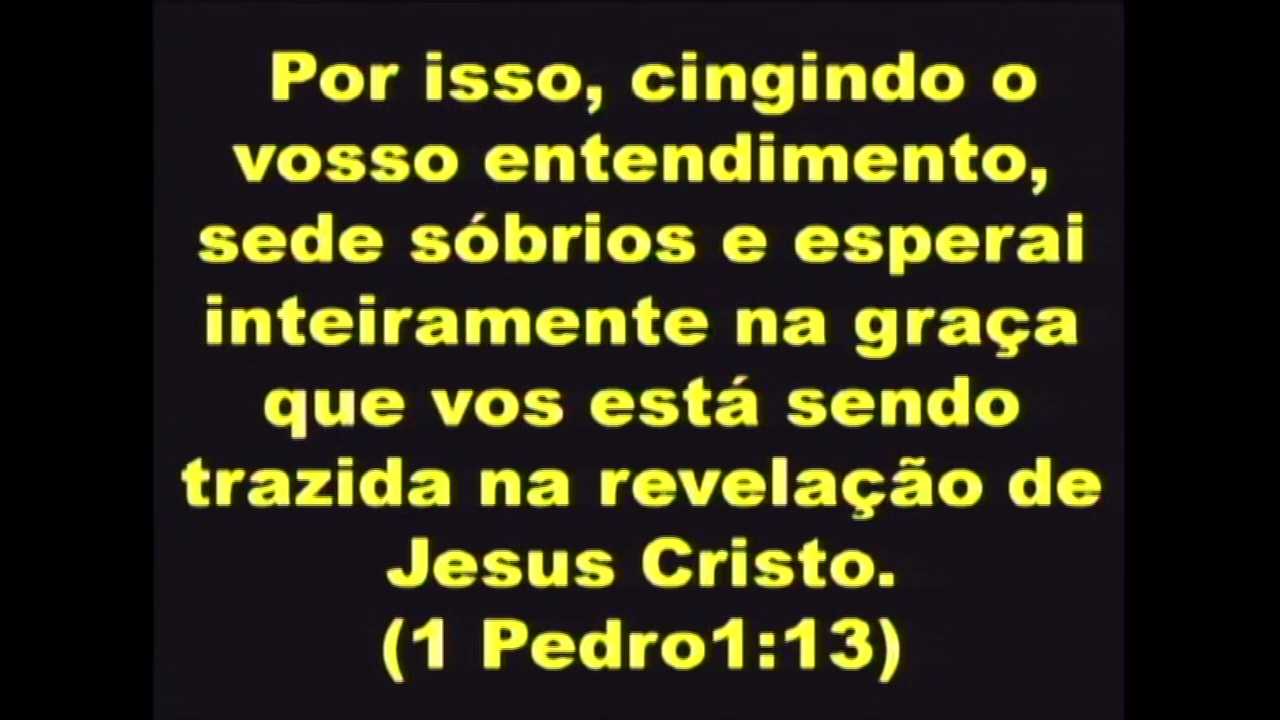 Por isso, cingindo o
vosso entendimento,
sede sóbrios e esperai
inteiramente na graça
que vos está sendo
trazida na revelação de
Jesus Cristo.
(1 Pedro1:13)